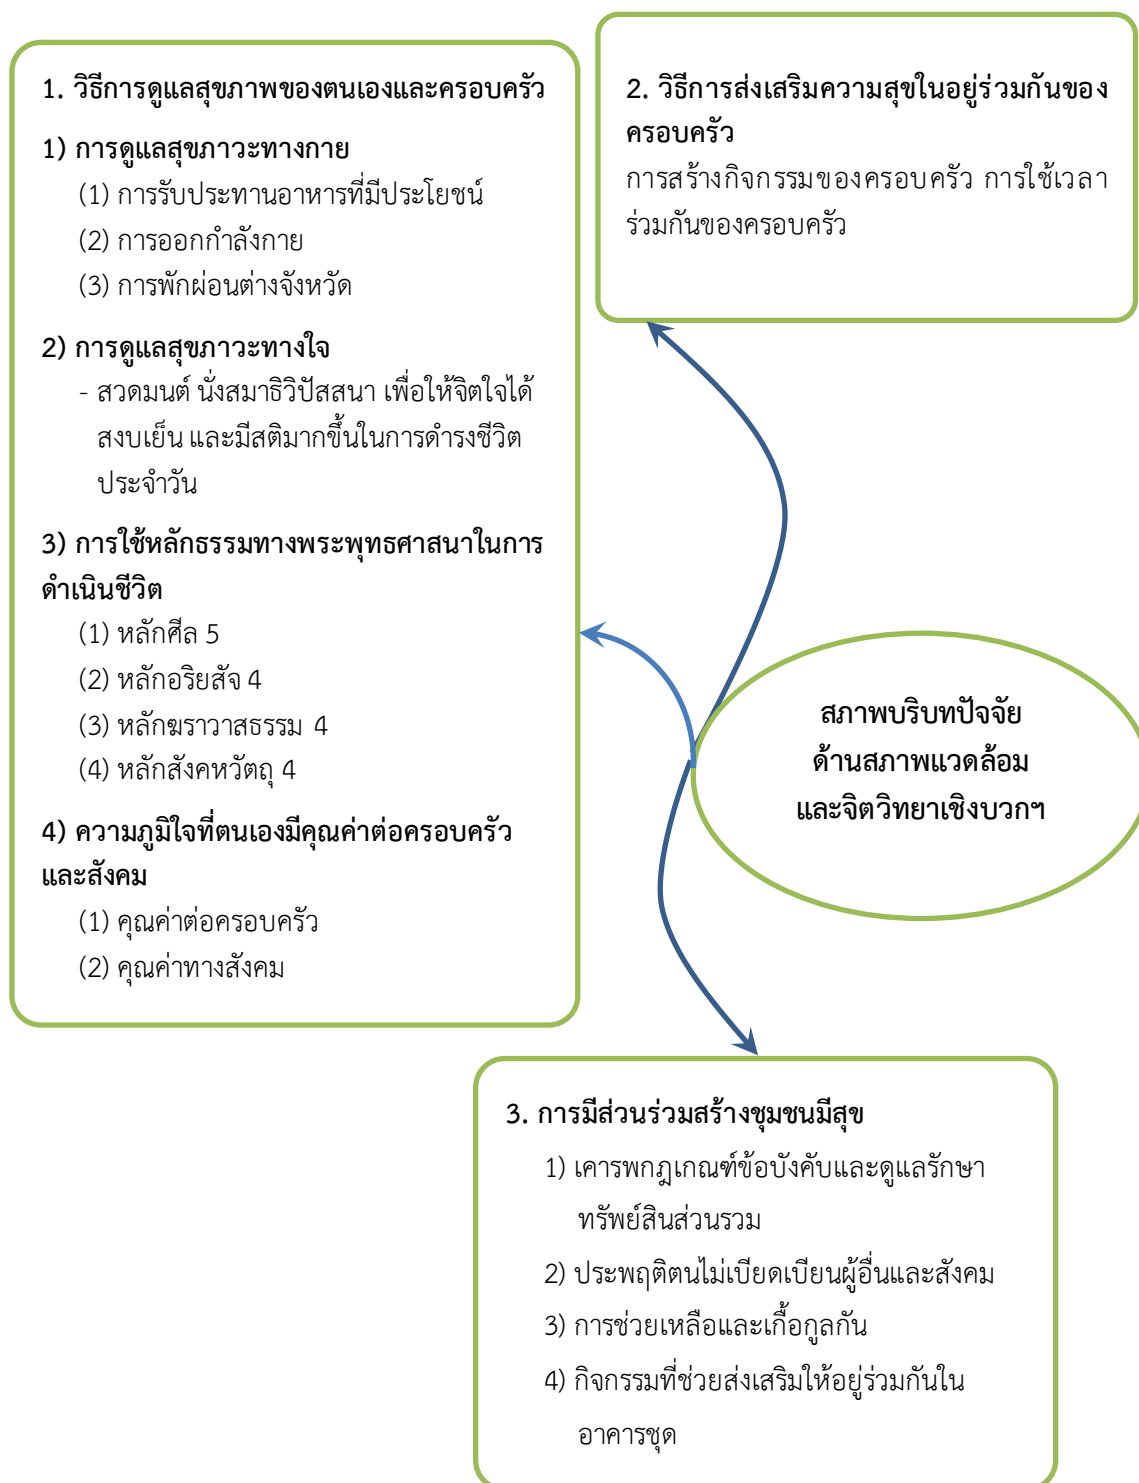 1. วิธีการดูแลสุขภาพของตนเองและครอบครัว
1) การดูแลสุขภาวะทางกาย
(1) การรับประทานอาหารที่มีประโยชน์
(2) การออกกำลังกาย
(3) การพักผ่อนต่างจังหวัด
2) การดูแลสุขภาวะทางใจ
- สวดมนต์ นั่งสมาธิวิปัสสนา เพื่อให้จิตใจได้
สงบเย็น และมีสติมากขึ้นในการดำรงชีวิต
ประจำวัน
3) การใช้หลักธรรมทางพระพุทธศาสนาในการ
ดำเนินชีวิต
(1) หลักศีล 5
(2) หลักอริยสัจ 4
(3) หลักฆราวาสธรรม 4
(4) หลักสังคหวัตถุ 4
4) ความภูมิใจที่ตนเองมีคุณค่าต่อครอบครัว
และสังคม
(1) คุณค่าต่อครอบครัว
(2) คุณค่าทางสังคม
2. วิธีการส่งเสริมความสุขในอยู่ร่วมกันของ
ครอบครัว
การสร้างกิจกรรมของครอบครัว การใช้เวลา
ร่วมกันของครอบครัว
สภาพบริบทปัจจัย
ด้านสภาพแวดล้อม
และจิตวิทยาเชิงบวกฯ
3. การมีส่วนร่วมสร้างชุมชนมีสุข
1) เคารพกฎเกณฑ์ข้อบังคับและดูแลรักษา
ทรัพย์สินส่วนรวม
2) ประพฤติตนไม่เบียดเบียนผู้อื่นและสังคม
3) การช่วยเหลือและเกื้อกูลกัน
4) กิจกรรมที่ช่วยส่งเสริมให้อยู่ร่วมกันใน
อาคารชุด